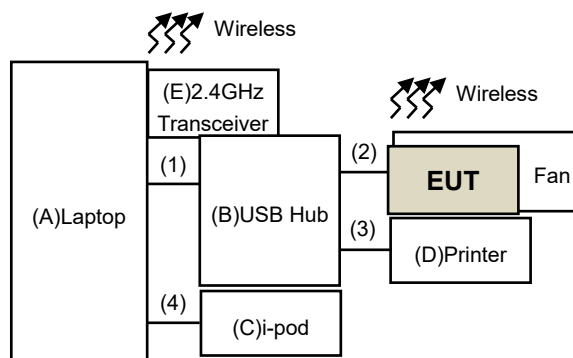 Wireless
(E)2.4GHz
Transceiver
Wireless
(1)
(2)
EUT
Fan
(A)Laptop
(B)USB Hub
(3)
(D)Printer
(4)
(C)i-pod